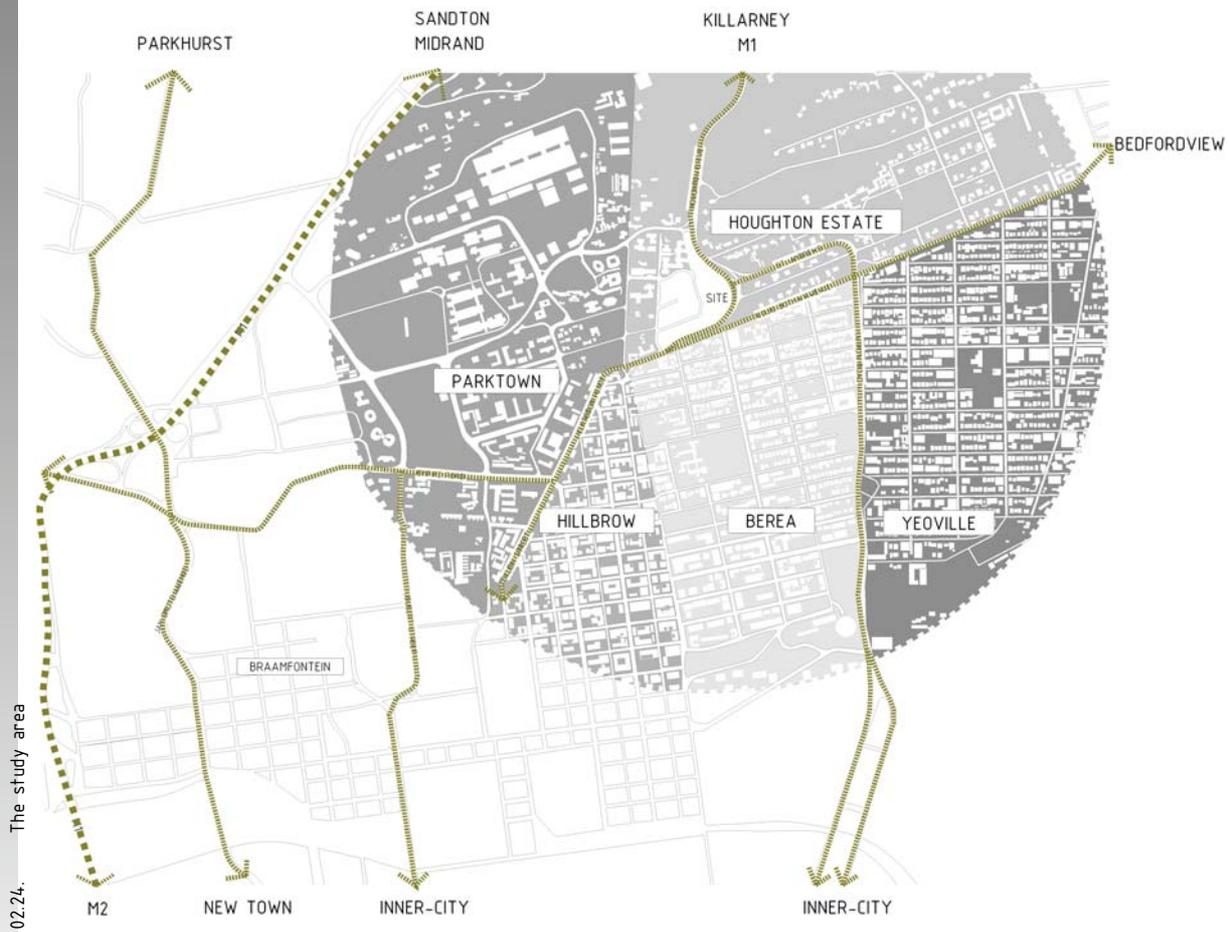 SANDTON
MIDRAND
KILLARNEY
M1
PARKHURST
BEDFORDVIEW
HOUGHTON ESTATE
SITE
PARKTOWN
HILLBROW
BEREA
YEOVILLE
BRAAMFONTEIN
M2
NEW TOWN
INNER-CITY
INNER-CITY
02.24. The study area